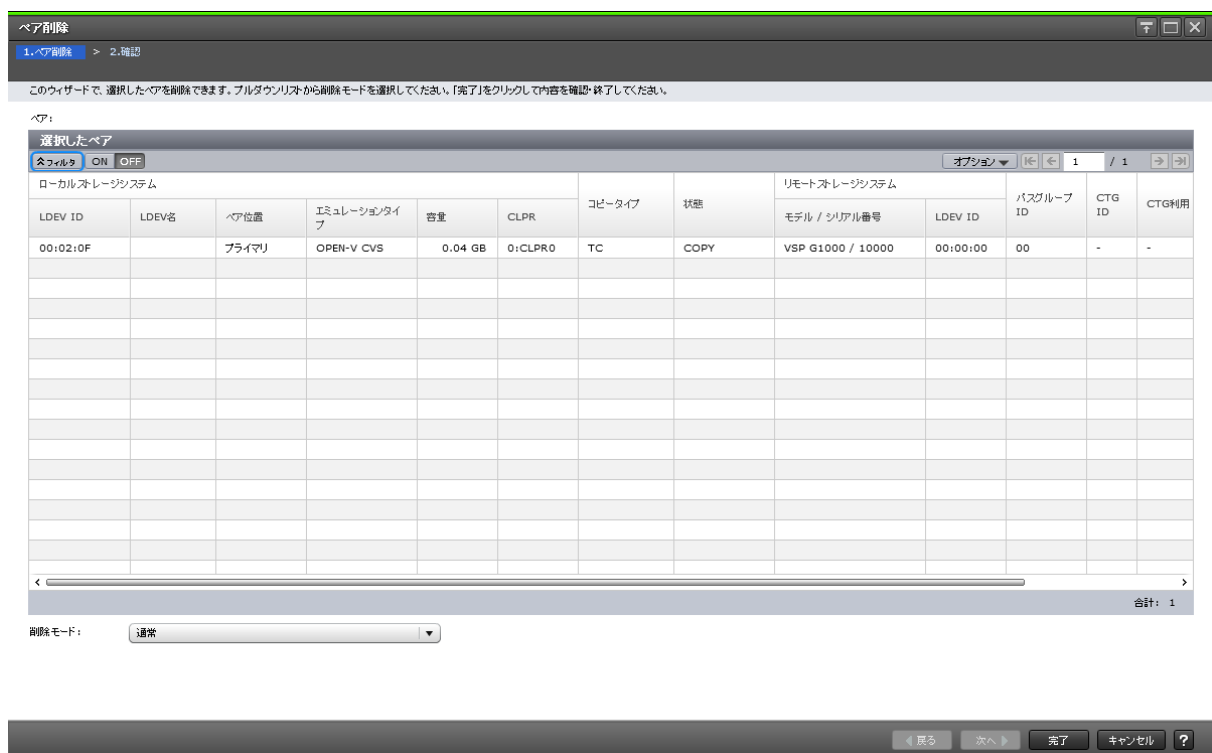 ペア削除
1.ペア削除 > 2.確認
このウィザードで、選択したペアを削除できます。プルダウンリストから削除モードを選択してください。「完了」をクリックして内容を確認・終了してください。
ペア:
選択したペア
フィルタ ON OFF オプション 1 / 1
ローカルストレージシステム コピータイプ 状態 リモートストレージシステム パスグループID CTG ID CTG利用
LDEV ID LDEV名 ペア位置 エミュレーションタイプ 容量 CLPR モデル / シリアル番号 LDEV ID
00:02:0F プライマリ OPEN-V CVS 0.04 GB 0:CLPR0 TC COPY VSP G1000 / 10000 00:00:00 00 - -
合計: 1
削除モード: 通常
戻る 次へ 完了 キャンセル ?